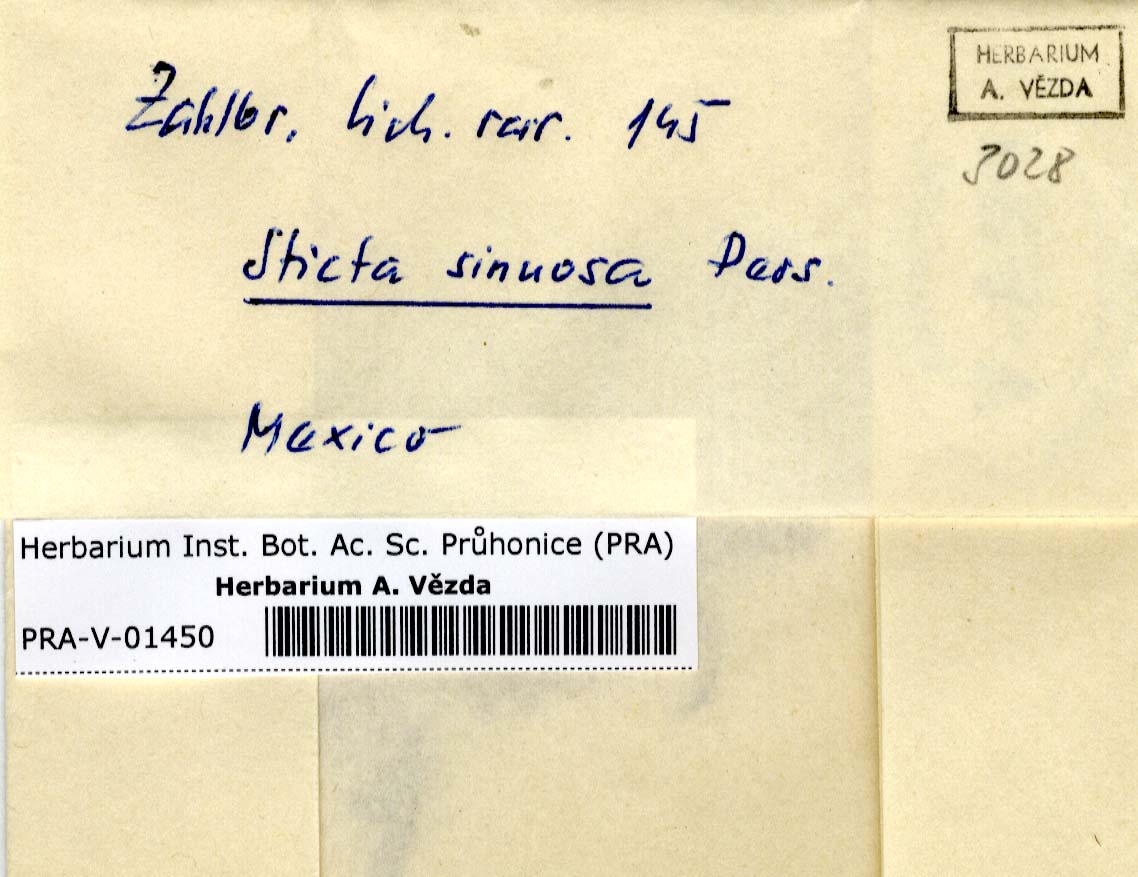 HERBARIUM
A. VĚZDA
3028
Zahlbr. Lich. rar. 145
Sticta sinuosa Pers.
Mexico
Herbarium Inst. Bot. Ac. Sc. Průhonice (PRA)
Herbarium A. Vězda
PRA-V-01450